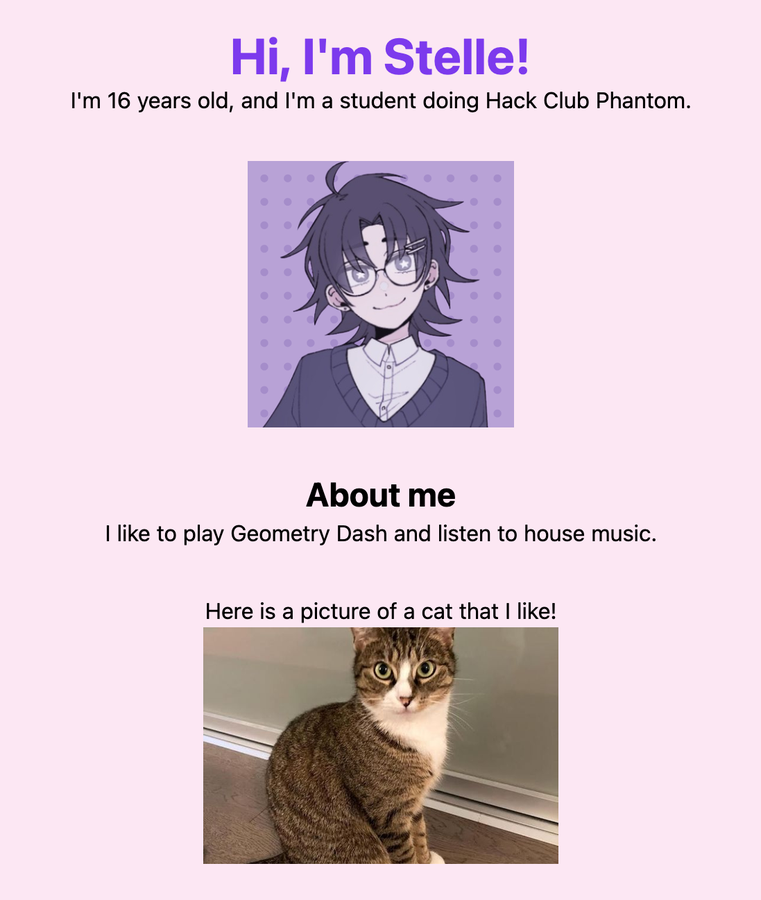 Hi, I'm Stelle!
I'm 16 years old, and I'm a student doing Hack Club Phantom.
About me
I like to play Geometry Dash and listen to house music.
Here is a picture of a cat that I like!